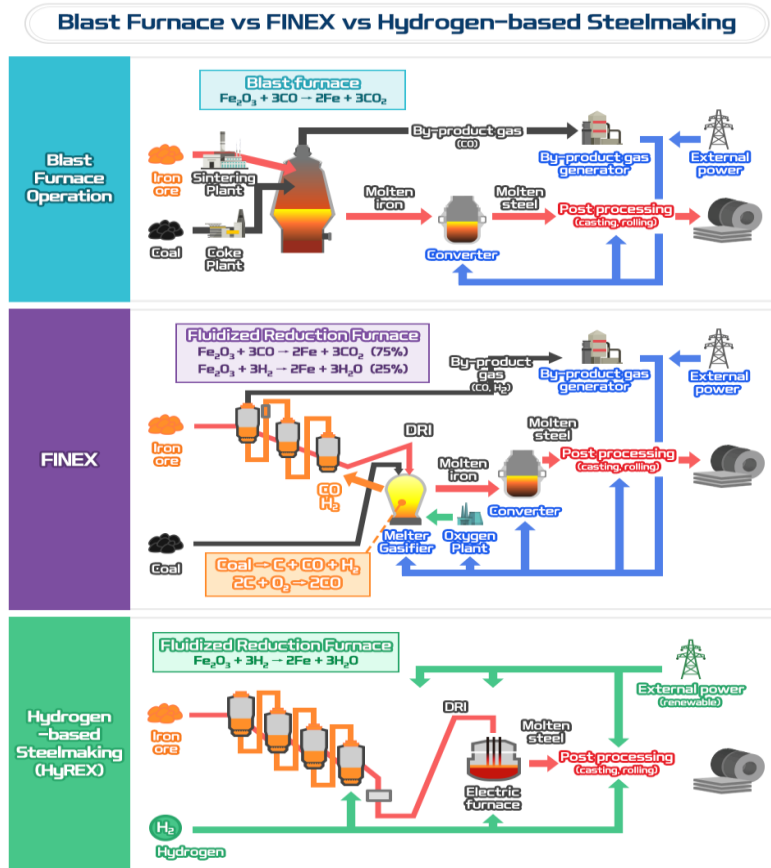 Blast Furnace vs FINEX vs Hydrogen-based Steelmaking
Blast
Furnace
Operation
Blast furnace
Fe₂O₃ + 3CO → 2Fe + 3CO₂
Iron
ore
Sintering
Plant
Coal
Coke
Plant
By-product gas
(CO)
Molten
iron
Converter
Molten
steel
By-product gas
generator
External
power
Post processing
(casting, rolling)
FINEX
Fluidized Reduction Furnace
Fe₂O₃ + 3CO → 2Fe + 3CO₂ (75%)
Fe₂O₃ + 3H₂ → 2Fe + 3H₂O (25%)
Iron
ore
Coal
CO
H₂
By-product
gas
(CO, H₂)
DRI
Coal → C + CO + H₂
2C + O₂ → 2CO
Melter
Gasifier
Oxygen
Plant
Molten
iron
Converter
Molten
steel
By-product gas
generator
External
power
Post processing
(casting, rolling)
Hydrogen
-based
Steelmaking
(HyREX)
Fluidized Reduction Furnace
Fe₂O₃ + 3H₂ → 2Fe + 3H₂O
Iron
ore
H₂
Hydrogen
DRI
Electric
furnace
Molten
steel
External power
(renewable)
Post processing
(casting, rolling)